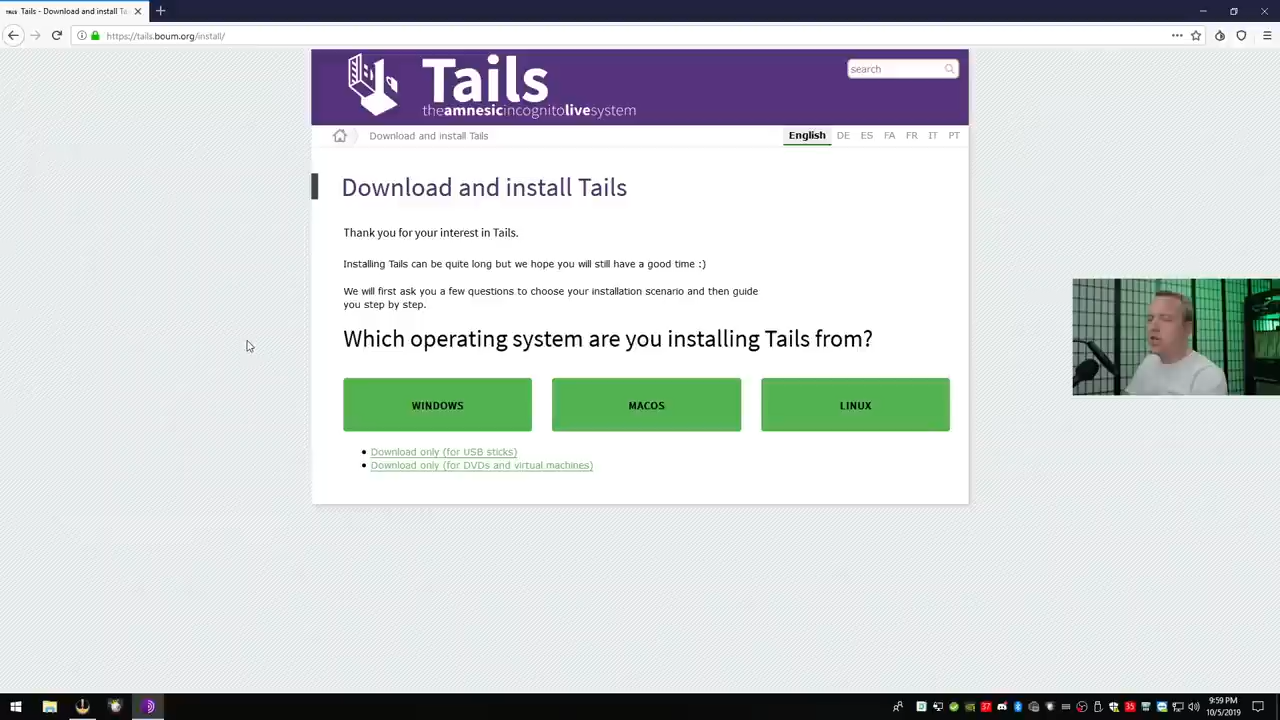 Tails - Download and install Ta
https://tails.boum.org/install/
Tails
theamnesicincognitolivesystem
search
Download and install Tails
English DE ES FA FR IT PT
Download and install Tails
Thank you for your interest in Tails.
Installing Tails can be quite long but we hope you will still have a good time :)
We will first ask you a few questions to choose your installation scenario and then guide
you step by step.
Which operating system are you installing Tails from?
WINDOWS MACOS LINUX
Download only (for USB sticks)
Download only (for DVDs and virtual machines)
37
35
9:59 PM
10/5/2019